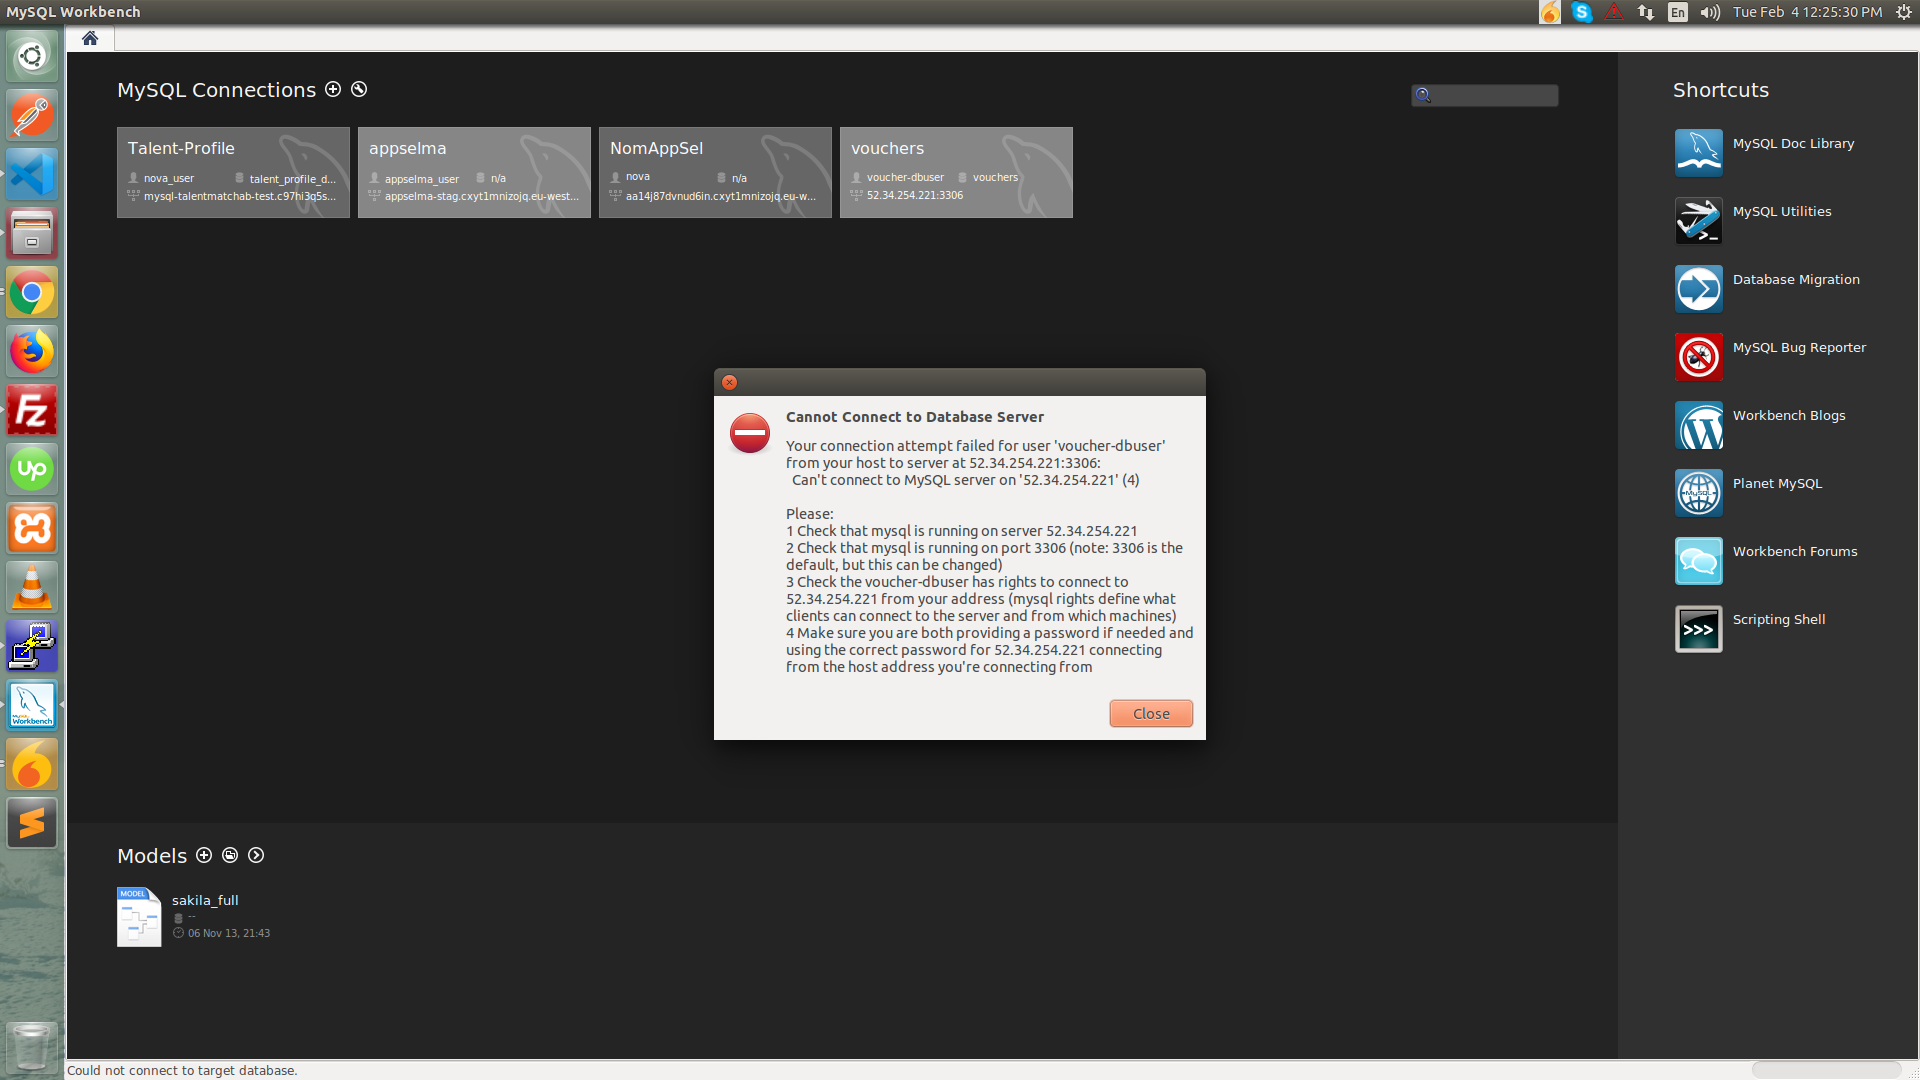 MySQL Workbench
En
Tue Feb 4 12:25:30 PM
MySQL Connections
Talent-Profile
nova_user
talent_profile_d...
mysql-talentmatchab-test.c97hi3q5s...
appselma
appselma_user
n/a
appselma-stag.cxyt1mnizojq.eu-west...
NomAppSel
nova
n/a
aa14j87dvnud6in.cxyt1mnizojq.eu-w...
vouchers
voucher-dbuser
vouchers
52.34.254.221:3306
Shortcuts
MySQL Doc Library
MySQL Utilities
Database Migration
MySQL Bug Reporter
Workbench Blogs
MySQL
Planet MySQL
Workbench Forums
>>>
Scripting Shell
Cannot Connect to Database Server
Your connection attempt failed for user 'voucher-dbuser'
from your host to server at 52.34.254.221:3306:
Can't connect to MySQL server on '52.34.254.221' (4)
Please:
1 Check that mysql is running on server 52.34.254.221
2 Check that mysql is running on port 3306 (note: 3306 is the
default, but this can be changed)
3 Check the voucher-dbuser has rights to connect to
52.34.254.221 from your address (mysql rights define what
clients can connect to the server and from which machines)
4 Make sure you are both providing a password if needed and
using the correct password for 52.34.254.221 connecting
from the host address you're connecting from
Close
Fz
up
MySQL
Workbench
Models
MODEL
sakila_full
--
06 Nov 13, 21:43
Could not connect to target database.